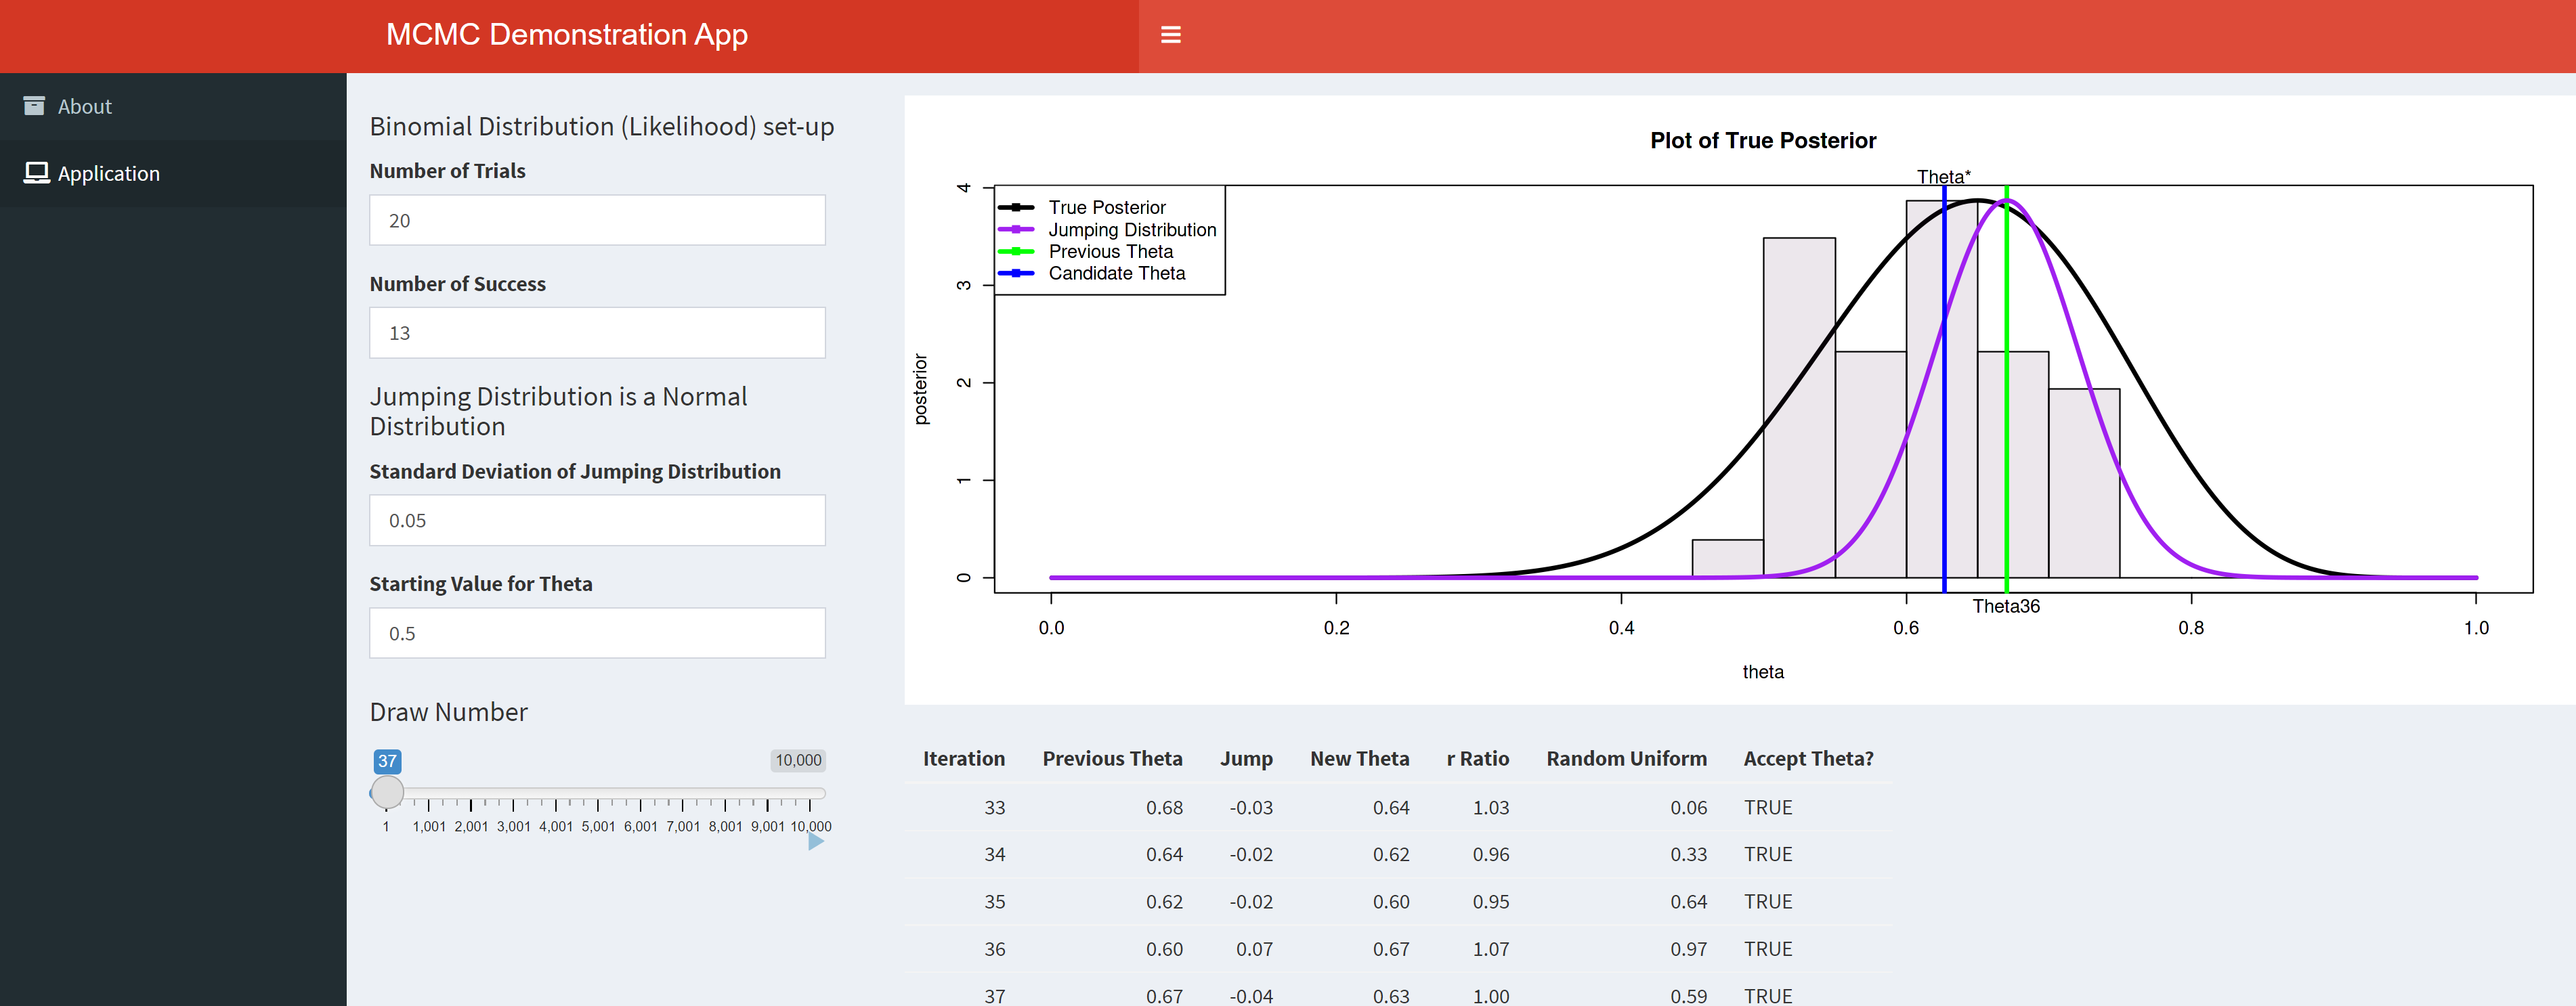 MCMC Demonstration App
About
Application
Binomial Distribution (Likelihood) set-up
Number of Trials
20
Number of Success
13
Jumping Distribution is a Normal
Distribution
Standard Deviation of Jumping Distribution
0.05
Starting Value for Theta
0.5
Draw Number
37 10,000
1 1,001 2,001 3,001 4,001 5,001 6,001 7,001 8,001 9,001 10,000
Plot of True Posterior
Theta*
True Posterior
Jumping Distribution
Previous Theta
Candidate Theta
4
3
2
1
0
posterior
Theta36
0.0 0.2 0.4 0.6 0.8 1.0
theta
Iteration Previous Theta Jump New Theta r Ratio Random Uniform Accept Theta?
33 0.68 -0.03 0.64 1.03 0.06 TRUE
34 0.64 -0.02 0.62 0.96 0.33 TRUE
35 0.62 -0.02 0.60 0.95 0.64 TRUE
36 0.60 0.07 0.67 1.07 0.97 TRUE
37 0.67 -0.04 0.63 1.00 0.59 TRUE